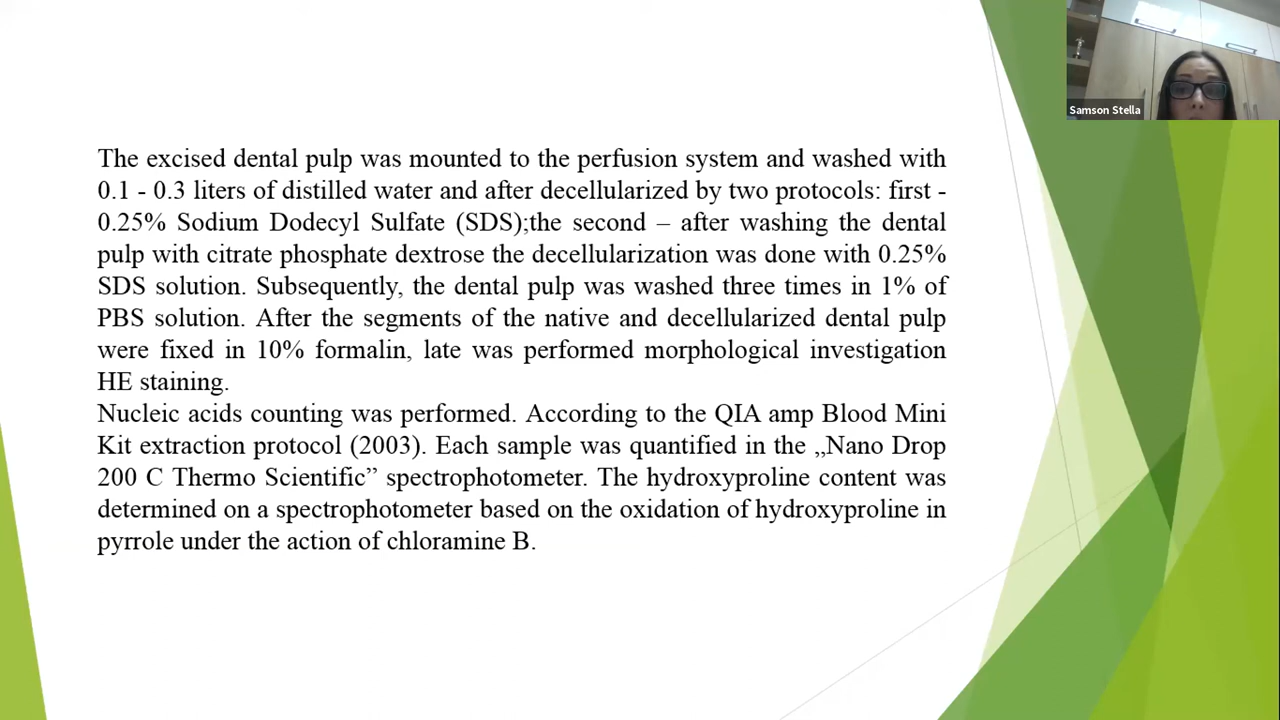 Samson Stella
The excised dental pulp was mounted to the perfusion system and washed with
0.1 - 0.3 liters of distilled water and after decellularized by two protocols: first -
0.25% Sodium Dodecyl Sulfate (SDS);the second – after washing the dental
pulp with citrate phosphate dextrose the decellularization was done with 0.25%
SDS solution. Subsequently, the dental pulp was washed three times in 1% of
PBS solution. After the segments of the native and decellularized dental pulp
were fixed in 10% formalin, late was performed morphological investigation
HE staining.
Nucleic acids counting was performed. According to the QIA amp Blood Mini
Kit extraction protocol (2003). Each sample was quantified in the „Nano Drop
200 C Thermo Scientific” spectrophotometer. The hydroxyproline content was
determined on a spectrophotometer based on the oxidation of hydroxyproline in
pyrrole under the action of chloramine B.